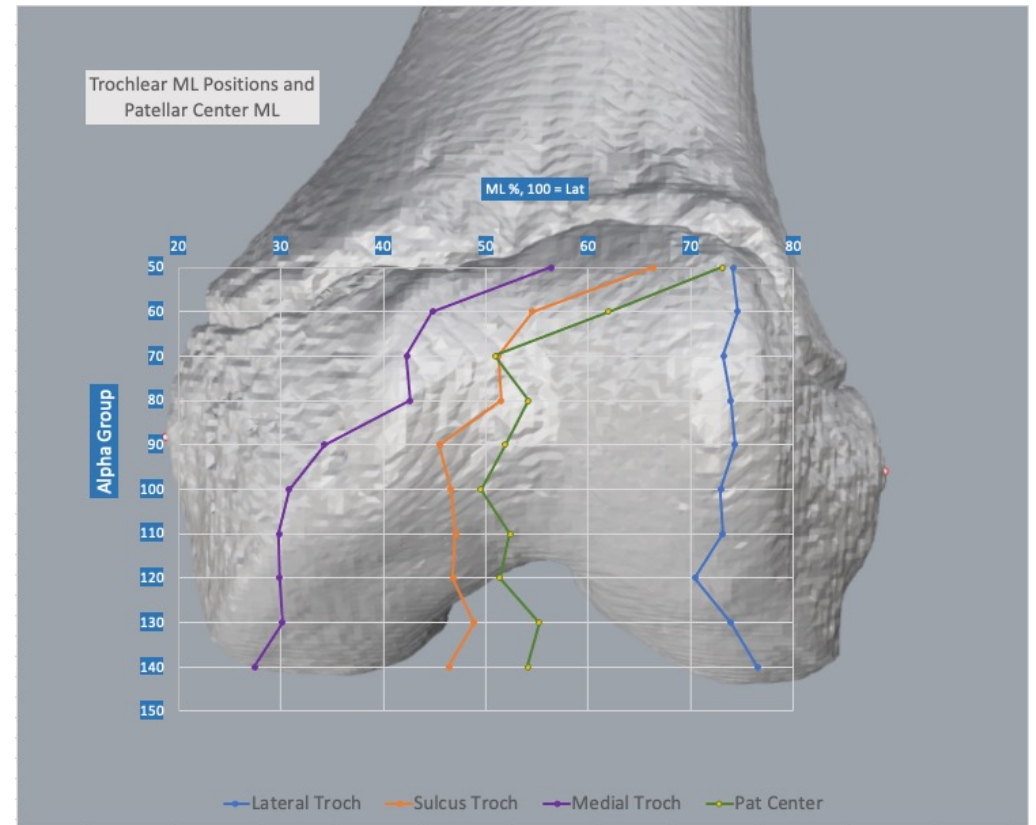 Trochlear ML Positions and
Patellar Center ML
ML %, 100 = Lat
20 30 40 50 60 70 80
Alpha Group
50
60
70
80
90
100
110
120
130
140
150
Lateral Troch Sulcus Troch Medial Troch Pat Center